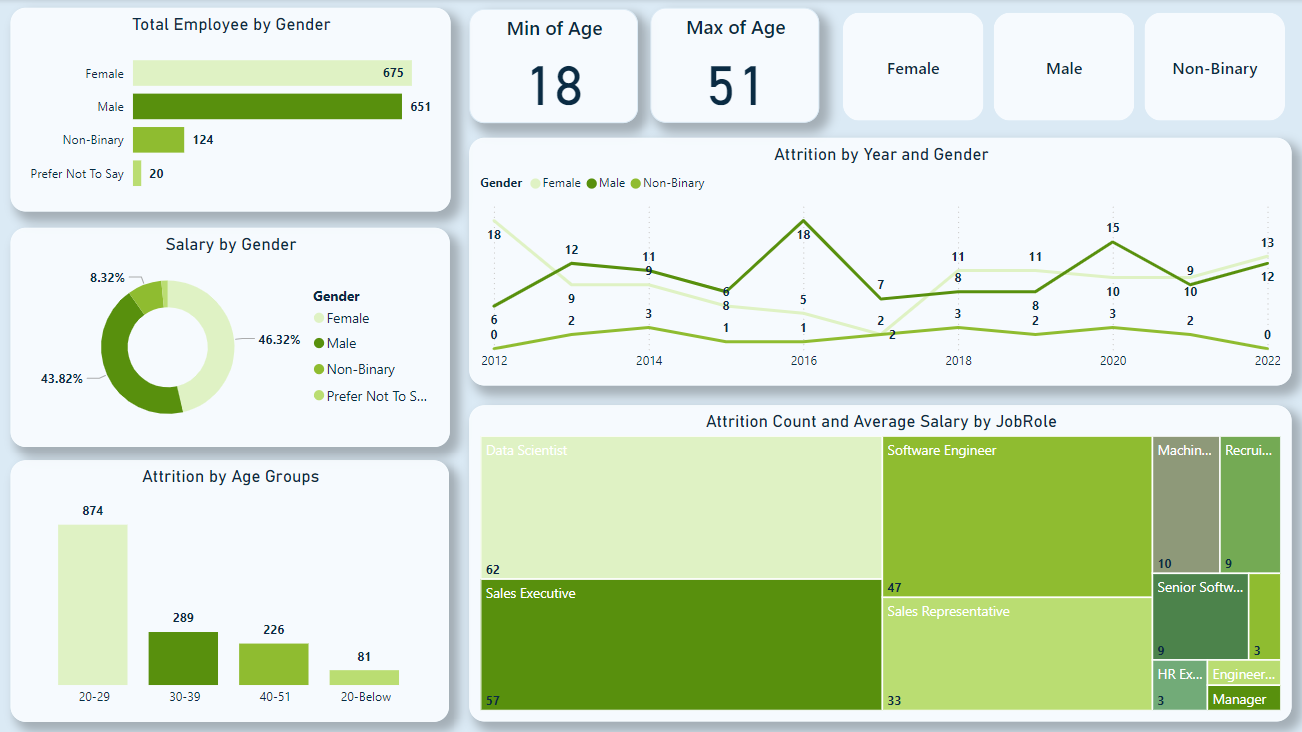 Total Employee by Gender
Female 675
Male 651
Non-Binary 124
Prefer Not To Say 20
Min of Age
18
Max of Age
51
Female
Male
Non-Binary
Salary by Gender
8.32%
46.32%
43.82%
Gender
Female
Male
Non-Binary
Prefer Not To S...
Attrition by Year and Gender
Gender Female Male Non-Binary
18 12 11 9 18 7 11 11 15 9 13
6 9 6 8 5 2 8 8 10 10 12
0 2 3 1 1 2 3 2 3 2 0
2012 2014 2016 2018 2020 2022
Attrition by Age Groups
874
289
226
81
20-29 30-39 40-51 20-Below
Attrition Count and Average Salary by JobRole
Data Scientist
62
Sales Executive
57
Software Engineer
47
Sales Representative
33
Machin...
10
Recrui...
9
Senior Softw...
9
3
HR Ex...
3
Engineer...
Manager